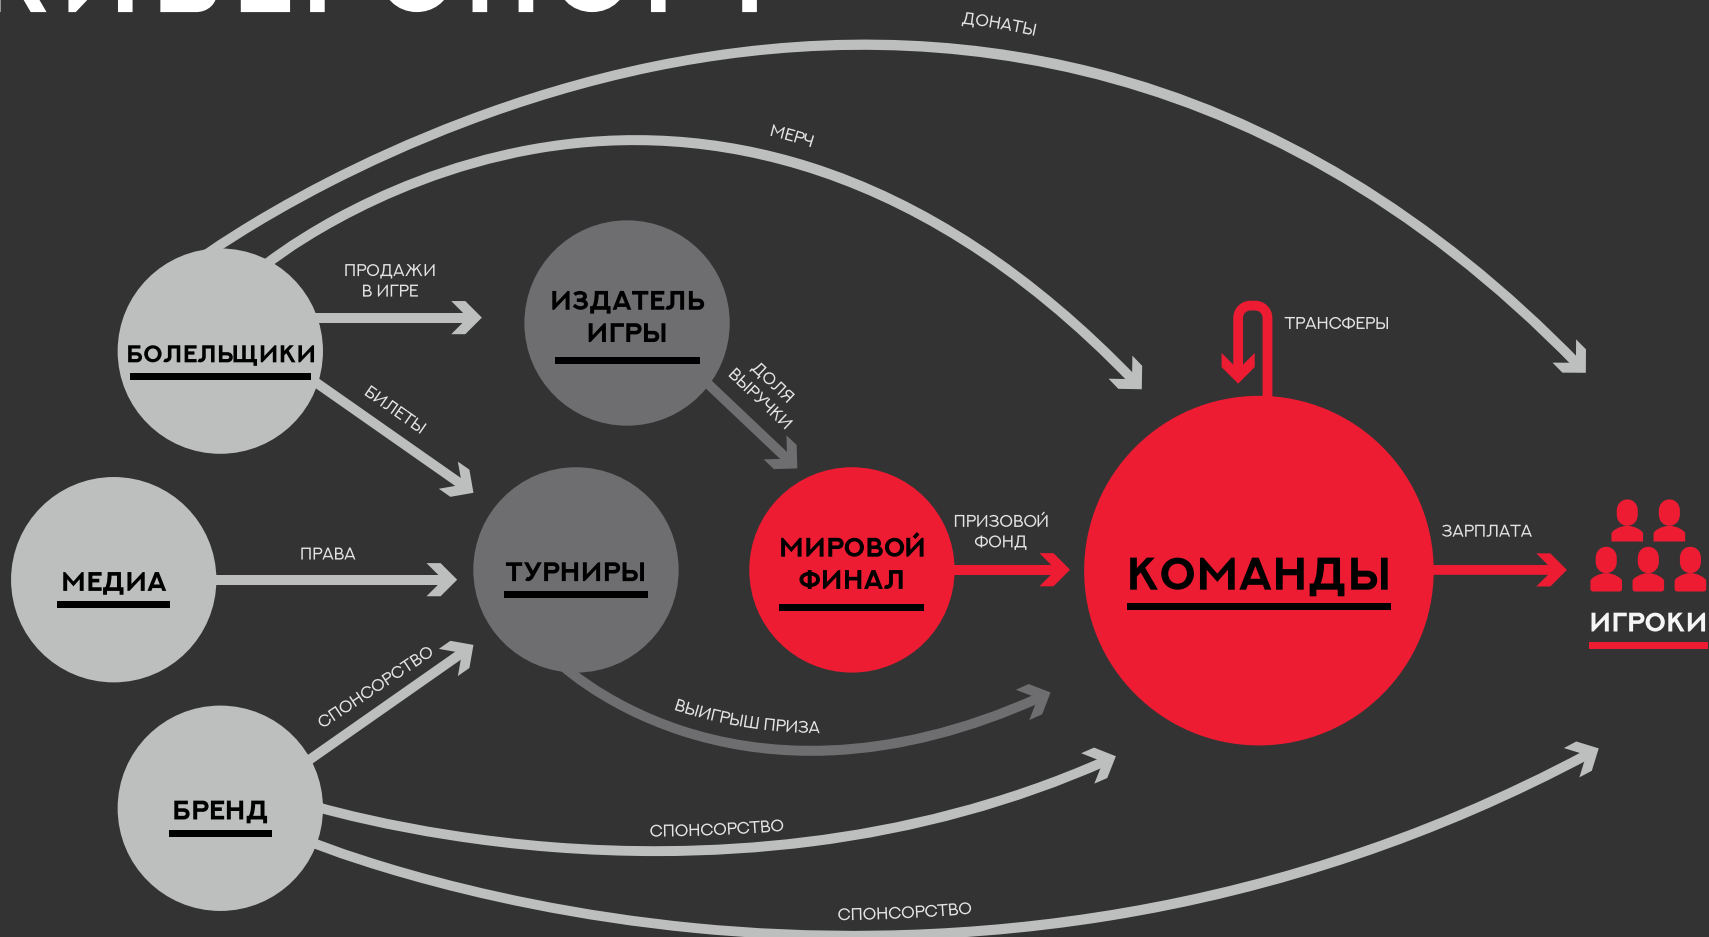 КИБЕРСПОРТ
ДОНАТЫ
МЕРЧ
ПРОДАЖИ
В ИГРЕ
ИЗДАТЕЛЬ
ИГРЫ
ТРАНСФЕРЫ
БОЛЕЛЬЩИКИ
ДОЛЯ
ВЫРУЧКИ
БИЛЕТЫ
МЕДИА
ПРАВА
ТУРНИРЫ
МИРОВОЙ
ФИНАЛ
ПРИЗОВОЙ
ФОНД
КОМАНДЫ
ЗАРПЛАТА
ИГРОКИ
СПОНСОРСТВО
ВЫИГРЫШ ПРИЗА
БРЕНД
СПОНСОРСТВО
СПОНСОРСТВО